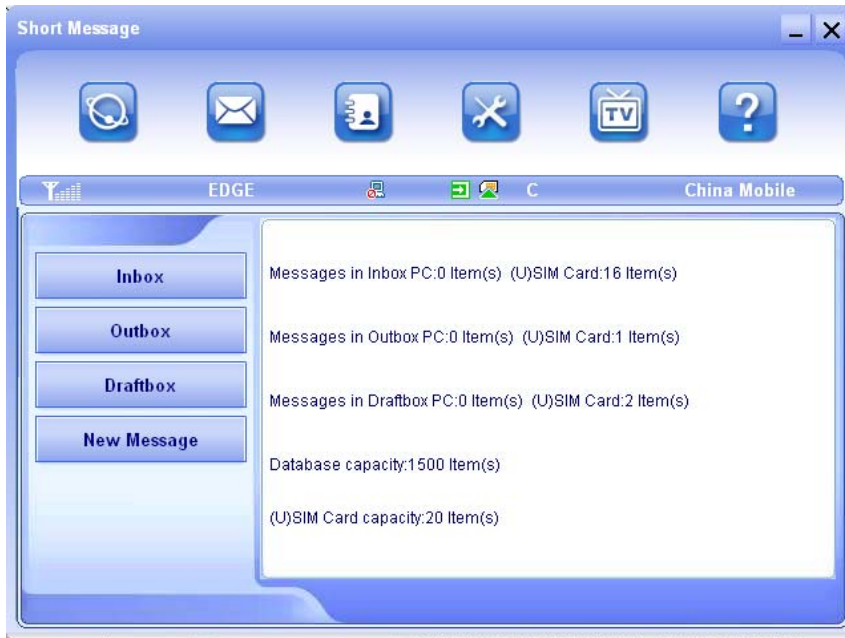 Short Message
TV
?
EDGE
C
China Mobile
Inbox
Outbox
Draftbox
New Message
Messages in Inbox PC:0 Item(s) (U)SIM Card:16 Item(s)
Messages in Outbox PC:0 Item(s) (U)SIM Card:1 Item(s)
Messages in Draftbox PC:0 Item(s) (U)SIM Card:2 Item(s)
Database capacity:1500 Item(s)
(U)SIM Card capacity:20 Item(s)